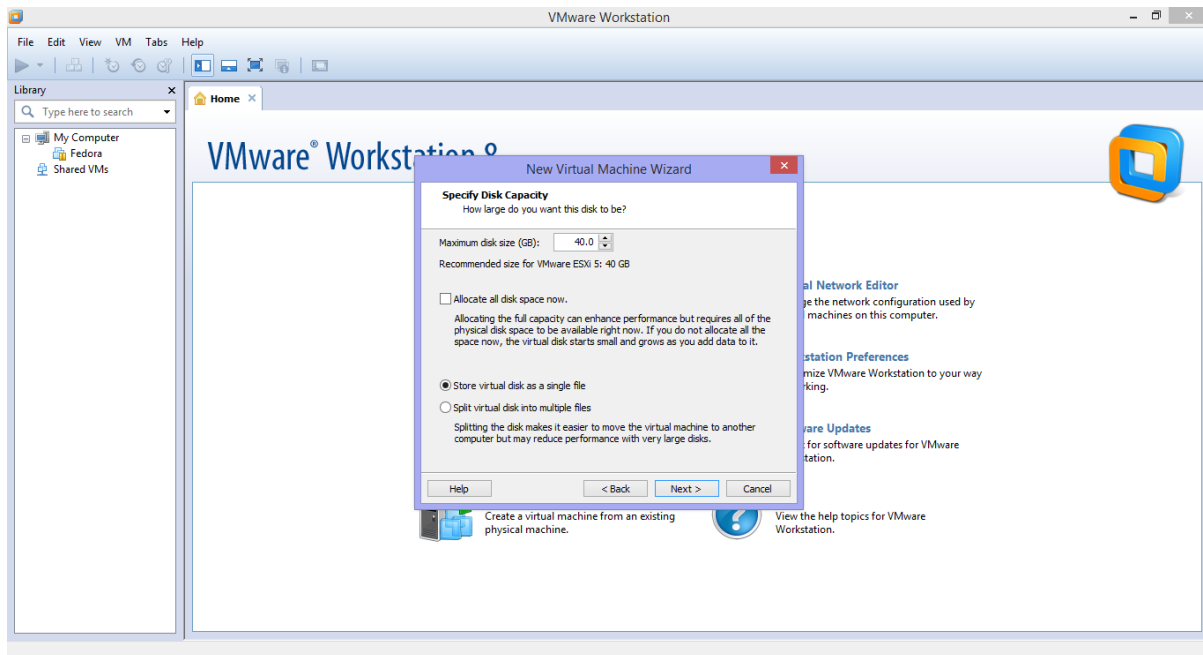 VMware Workstation
File Edit View VM Tabs Help
Library
Type here to search
My Computer
Fedora
Shared VMs
Home
VMware® Workstation
New Virtual Machine Wizard
Specify Disk Capacity
How large do you want this disk to be?
Maximum disk size (GB): 40.0
Recommended size for VMware ESXi 5: 40 GB
Allocate all disk space now.
Allocating the full capacity can enhance performance but requires all of the
physical disk space to be available right now. If you do not allocate all the
space now, the virtual disk starts small and grows as you add data to it.
Store virtual disk as a single file
Split virtual disk into multiple files
Splitting the disk makes it easier to move the virtual machine to another
computer but may reduce performance with very large disks.
Help < Back Next > Cancel
Network Editor
the network configuration used by
machines on this computer.
Preferences
VMware Workstation to your way
Updates
for software updates for VMware
Create a virtual machine from an existing
physical machine.
View the help topics for VMware
Workstation.